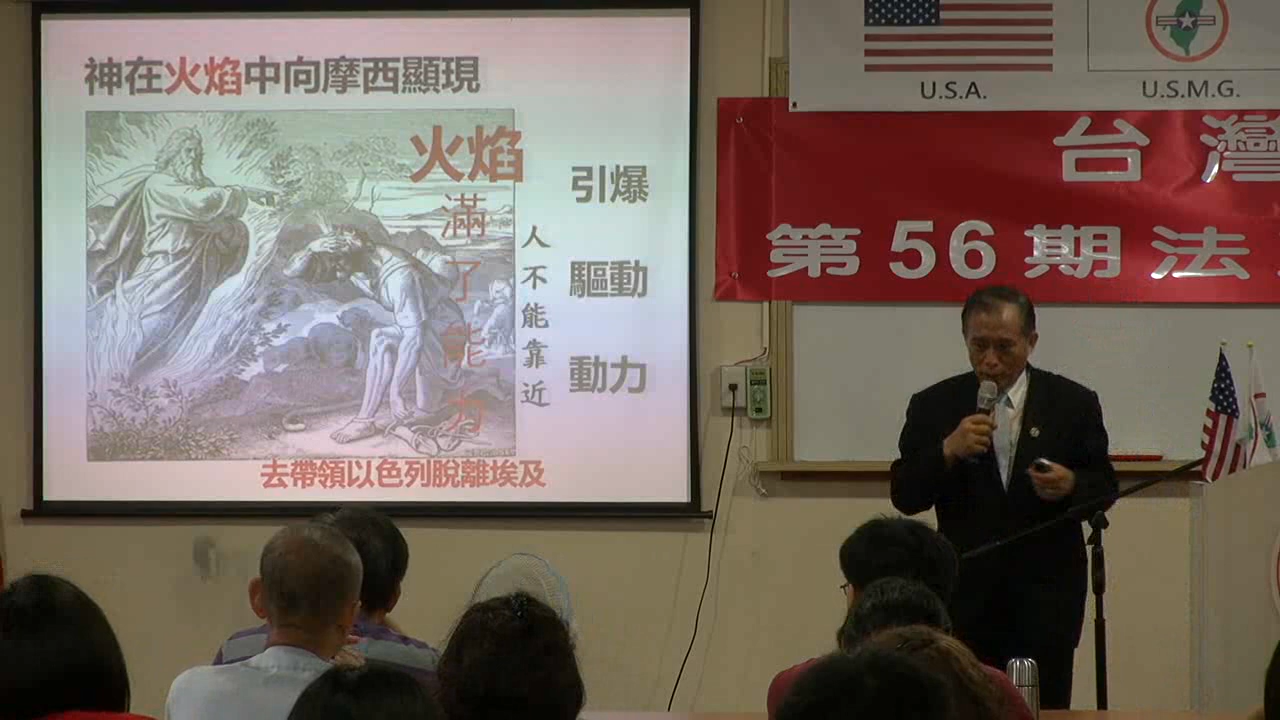 神在火焰中向摩西顯現
火焰
滿了能力
人不能靠近
引爆
驅動
動力
去帶領以色列脫離埃及
U.S.A.
U.S.M.G.
台灣
第56期法